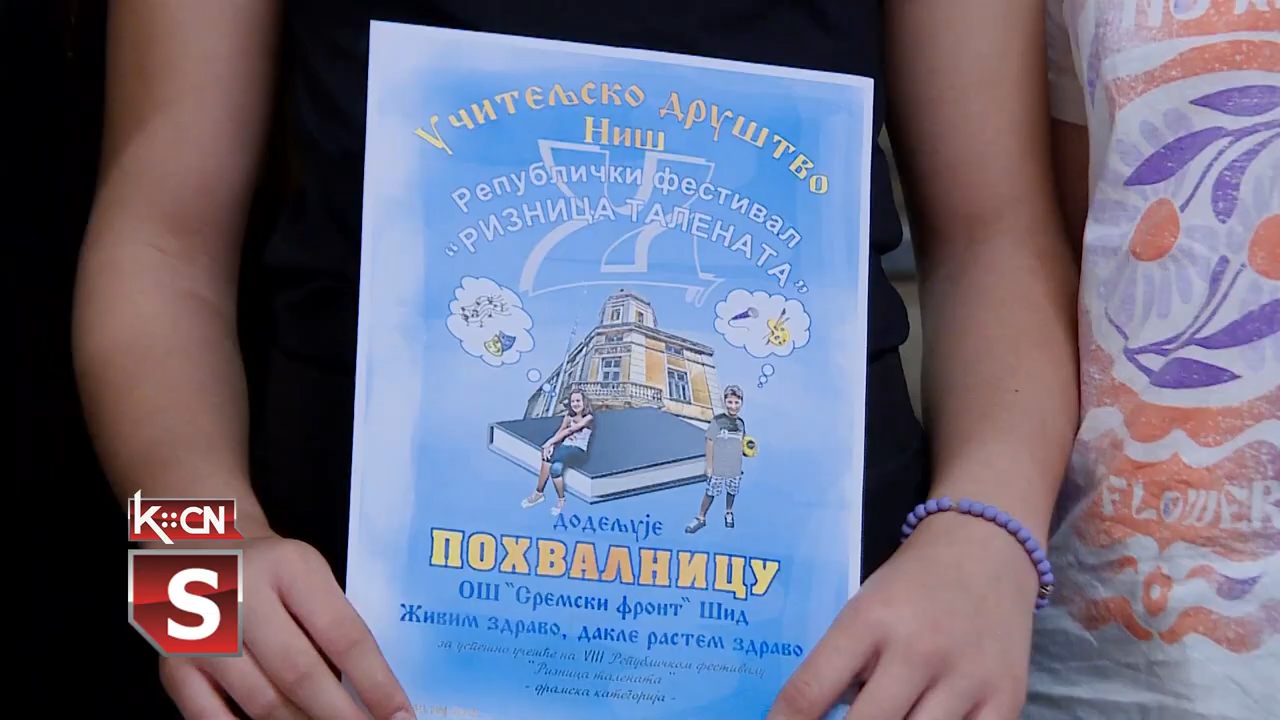 Учитељско друштво
Ниш
Републички фестивал
"РИЗНИЦА ТАЛЕНАТА"
додељује
ПОХВАЛНИЦУ
ОШ "Сремски фронт" Шид
Живим здраво, дакле растем здраво
за успешно учешће на VIII Републичком фестивалу
"Ризница талената"
- драмска категорија -
K::CN
S
FLOWER